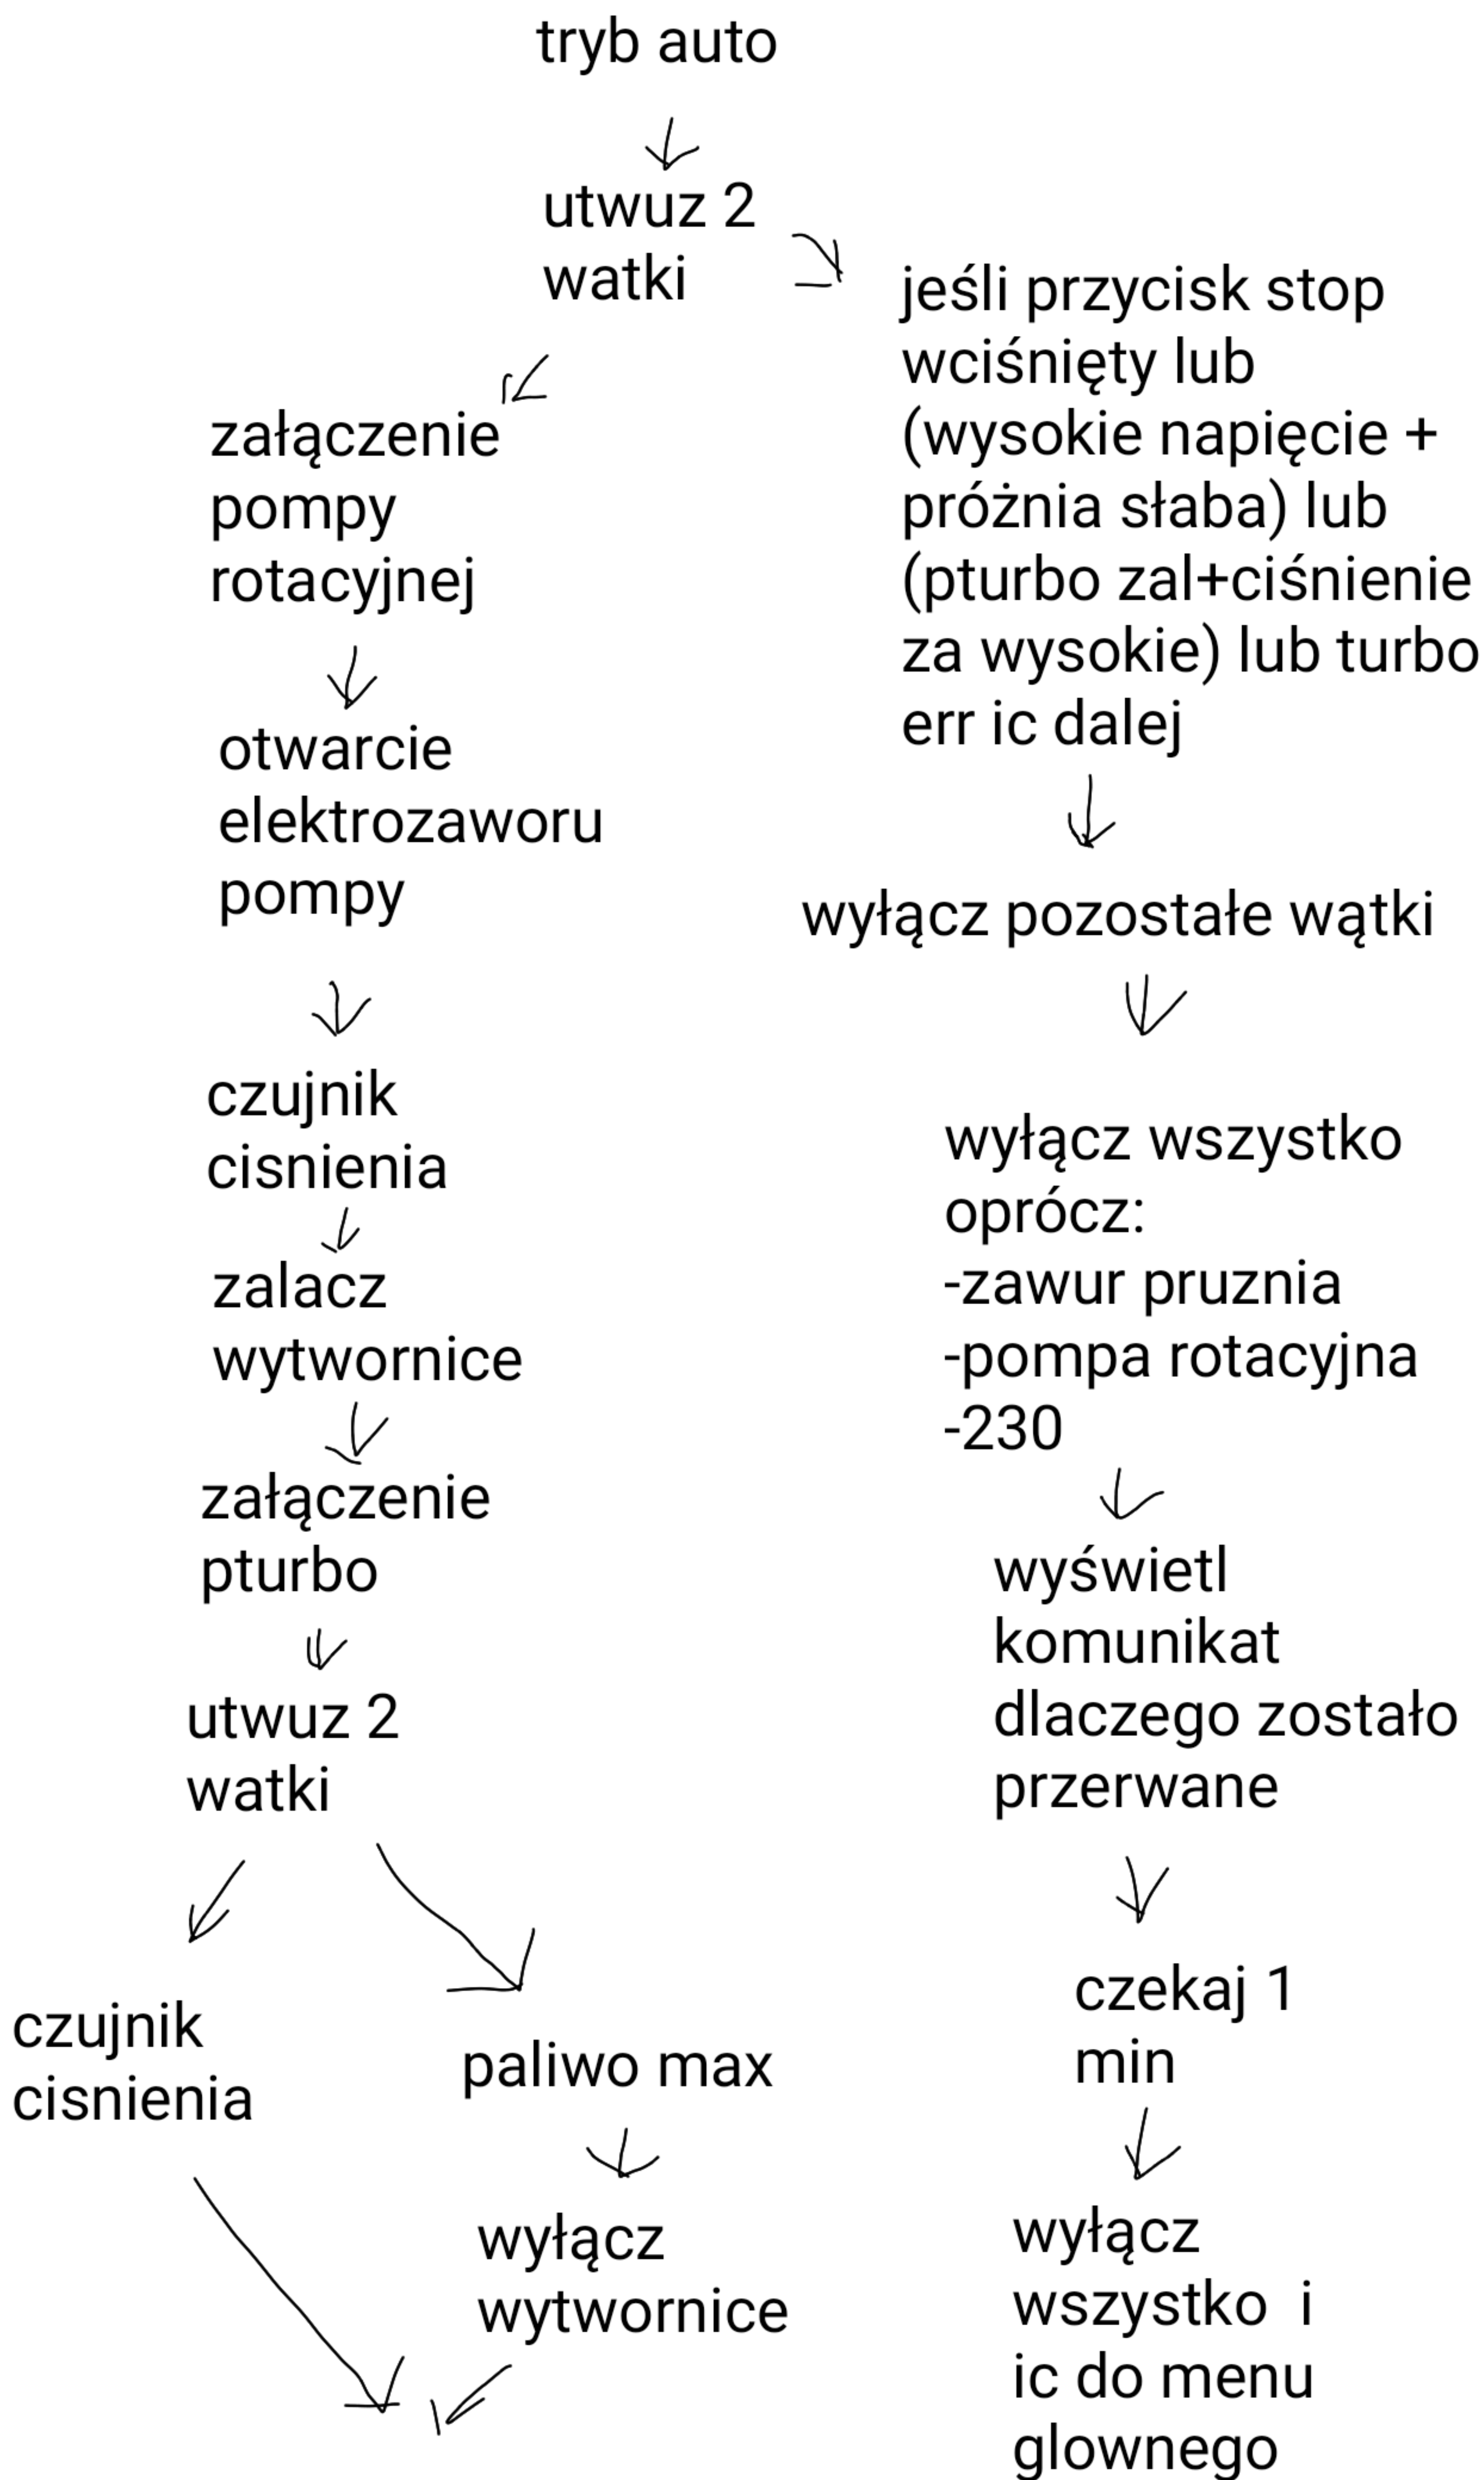 tryb auto
utwuz 2
watki
załączenie
pompy
rotacyjnej
otwarcie
elektrozaworu
pompy
czujnik
cisnienia
zalacz
wytwornice
załączenie
pturbo
utwuz 2
watki
czujnik
cisnienia
paliwo max
wyłącz
wytwornice
jeśli przycisk stop
wciśnięty lub
(wysokie napięcie +
próżnia słaba) lub
(pturbo zal+ciśnienie
za wysokie) lub turbo
err ic dalej
wyłącz pozostałe wątki
wyłącz wszystko
oprócz:
-zawur pruznia
-pompa rotacyjna
-230
wyświetl
komunikat
dlaczego zostało
przerwane
czekaj 1
min
wyłącz
wszystko  i
ic do menu
glownego